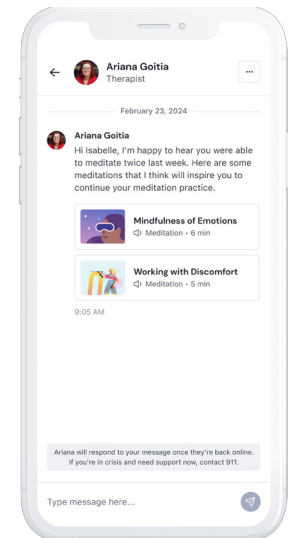 Ariana Goitia
Therapist
...
February 23, 2024
Ariana Goitia
Hi Isabelle, I'm happy to hear you were able
to meditate twice last week. Here are some
meditations that I think will inspire you to
continue your meditation practice.
Mindfulness of Emotions
Meditation • 6 min
Working with Discomfort
Meditation • 5 min
9:05 AM
Ariana will respond to your message once they're back online.
If you're in crisis and need support now, contact 911.
Type message here...